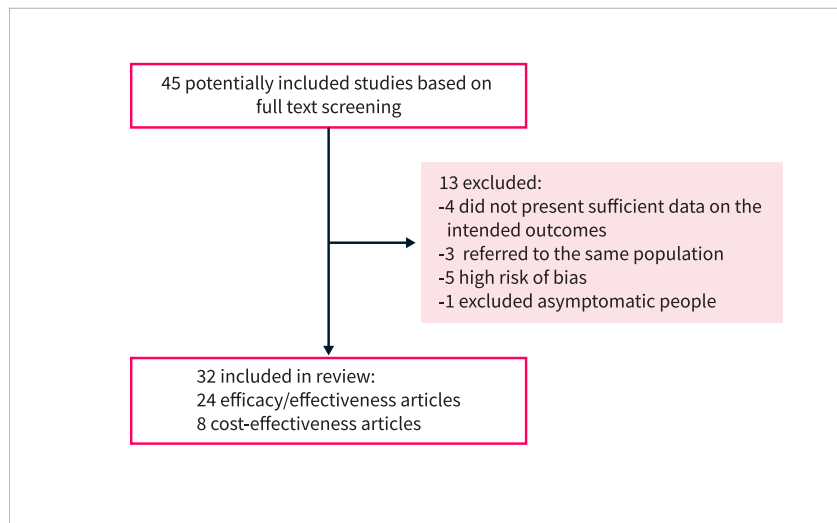 45 potentially included studies based on
full text screening
13 excluded:
-4 did not present sufficient data on the
intended outcomes
-3 referred to the same population
-5 high risk of bias
-1 excluded asymptomatic people
32 included in review:
24 efficacy/effectiveness articles
8 cost-effectiveness articles